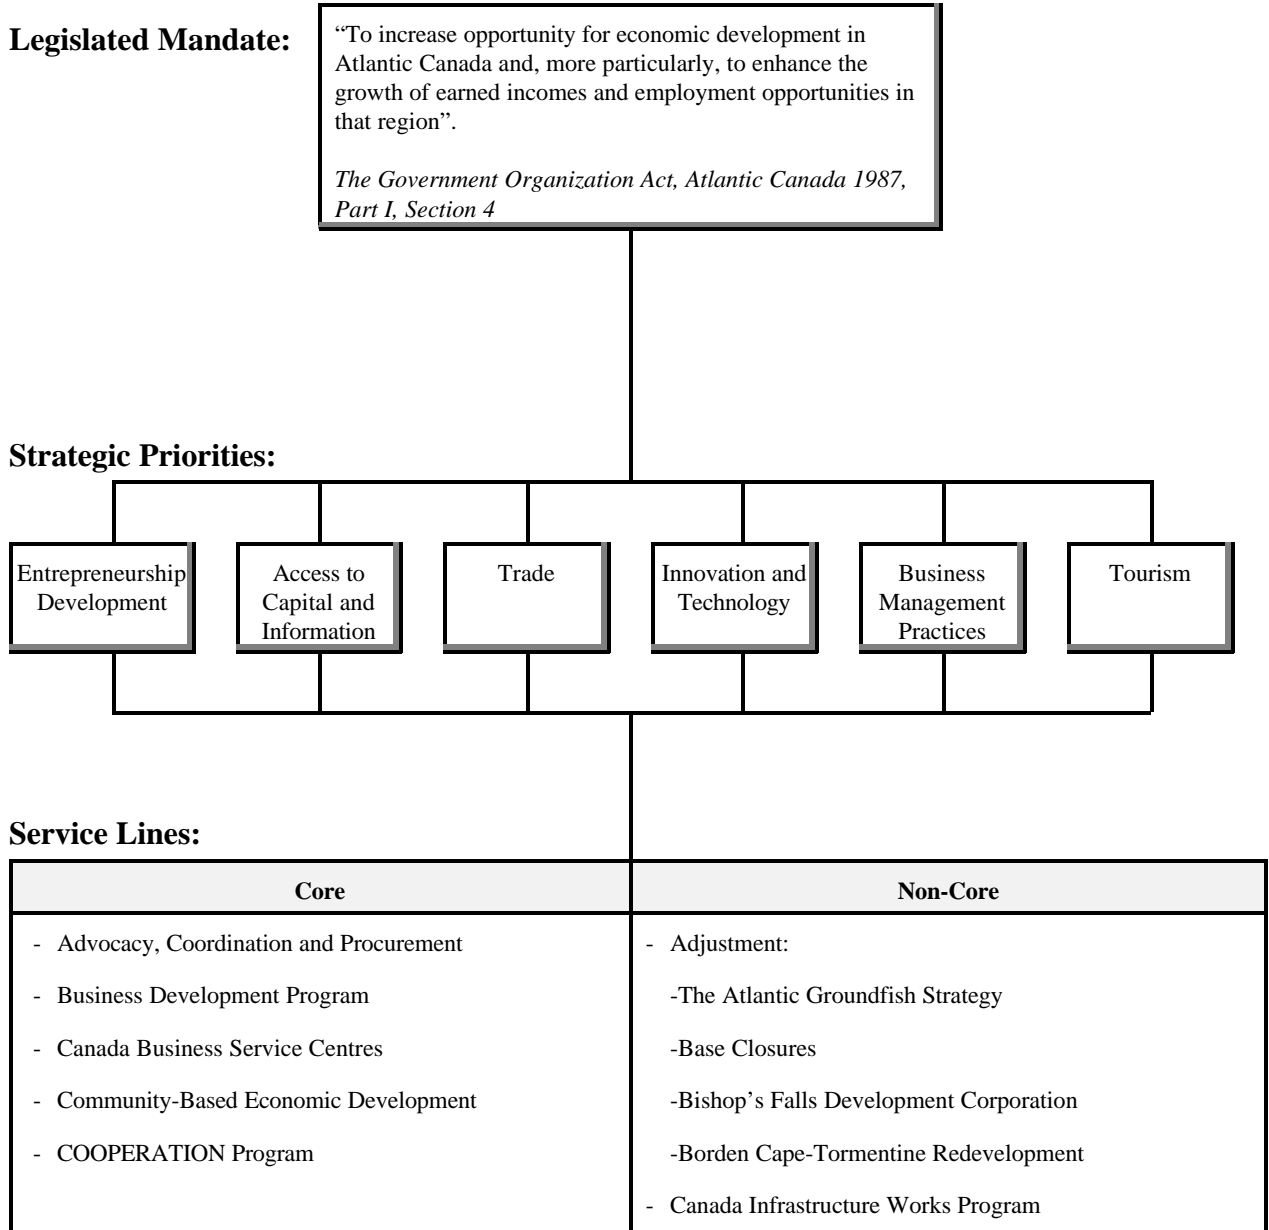 Legislated Mandate:
“To increase opportunity for economic development in
Atlantic Canada and, more particularly, to enhance the
growth of earned incomes and employment opportunities in
that region”.
The Government Organization Act, Atlantic Canada 1987,
Part I, Section 4
Strategic Priorities:
Entrepreneurship
Development
Access to
Capital and
Information
Trade
Innovation and
Technology
Business
Management
Practices
Tourism
Service Lines:
Core
- Advocacy, Coordination and Procurement
- Business Development Program
- Canada Business Service Centres
- Community-Based Economic Development
- COOPERATION Program
Non-Core
- Adjustment:
-The Atlantic Groundfish Strategy
-Base Closures
-Bishop’s Falls Development Corporation
-Borden Cape-Tormentine Redevelopment
- Canada Infrastructure Works Program